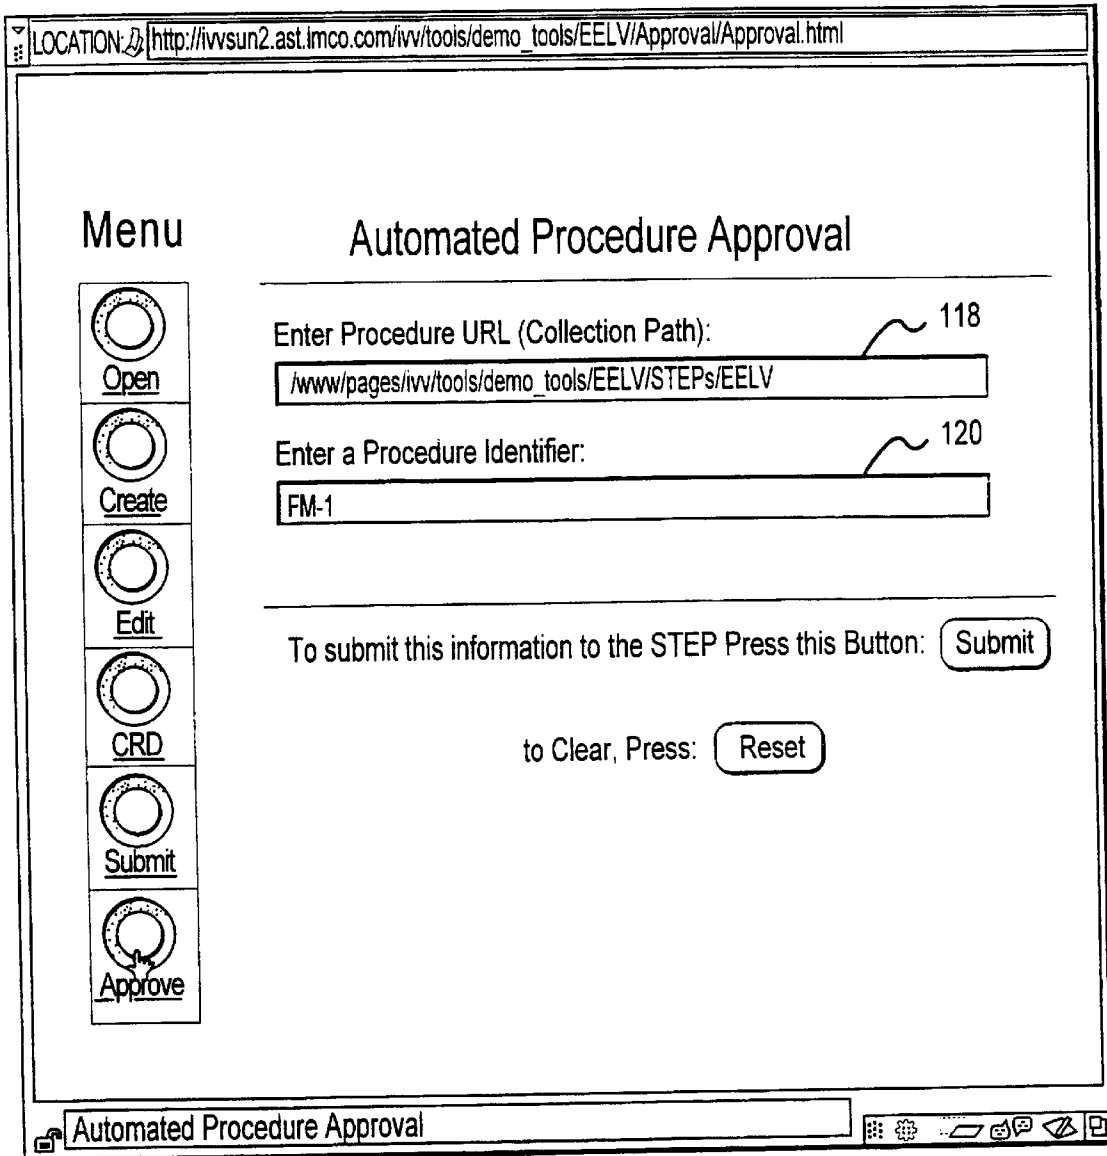 LOCATION: http://ivvsun2.ast.lmco.com/ivv/tools/demo_tools/EELV/Approval/Approval.html
Menu
Automated Procedure Approval
Open
Create
Edit
CRD
Submit
Approve
Enter Procedure URL (Collection Path):
118
/www/pages/ivv/tools/demo_tools/EELV/STEPs/EELV
Enter a Procedure Identifier:
120
FM-1
To submit this information to the STEP Press this Button: Submit
to Clear, Press: Reset
Automated Procedure Approval